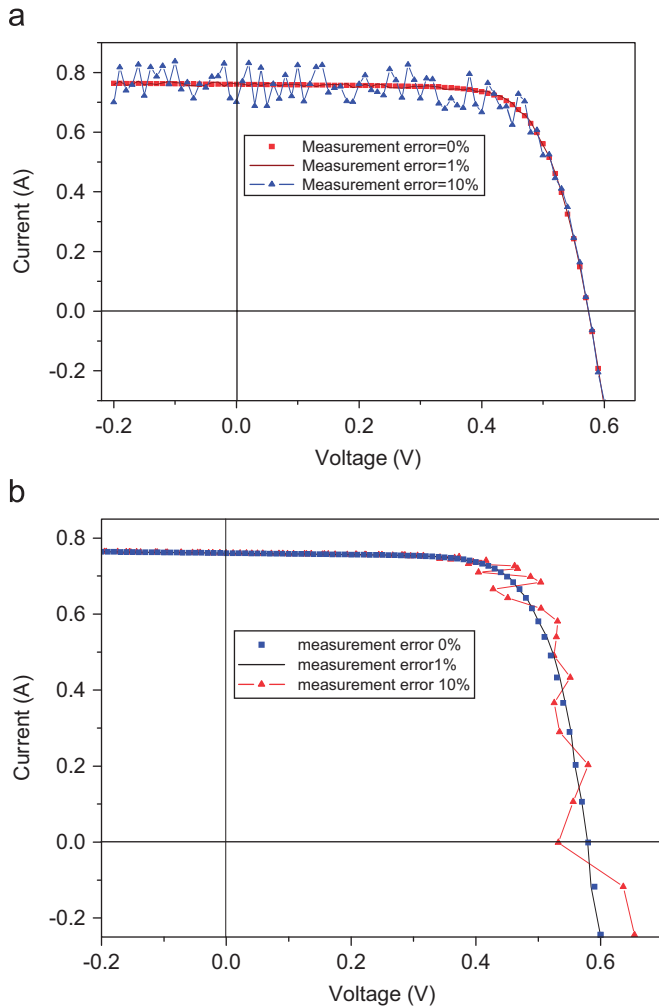 a
0.8
0.6
0.4
0.2
0.0
-0.2
Current (A)
Measurement error=0%
Measurement error=1%
Measurement error=10%
-0.2 0.0 0.2 0.4 0.6
Voltage (V)
b
0.8
0.6
0.4
0.2
0.0
-0.2
Current (A)
measurement error 0%
measurement error1%
measurement error 10%
-0.2 0.0 0.2 0.4 0.6
Voltage (V)